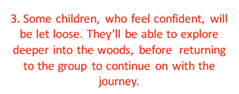 3. Some children, who feel confident, will
be let loose. They'll be able to explore
deeper into the woods, before returning
to the group to continue on with the
journey.